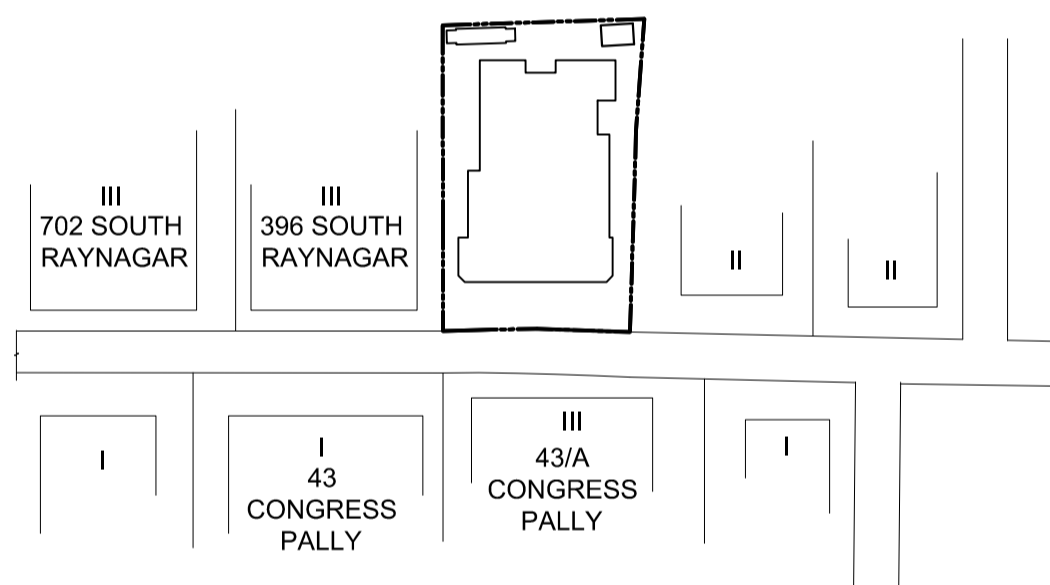 III
702 SOUTH
RAYNAGAR
III
396 SOUTH
RAYNAGAR
II
II
I
I
43
CONGRESS
PALLY
III
43/A
CONGRESS
PALLY
I